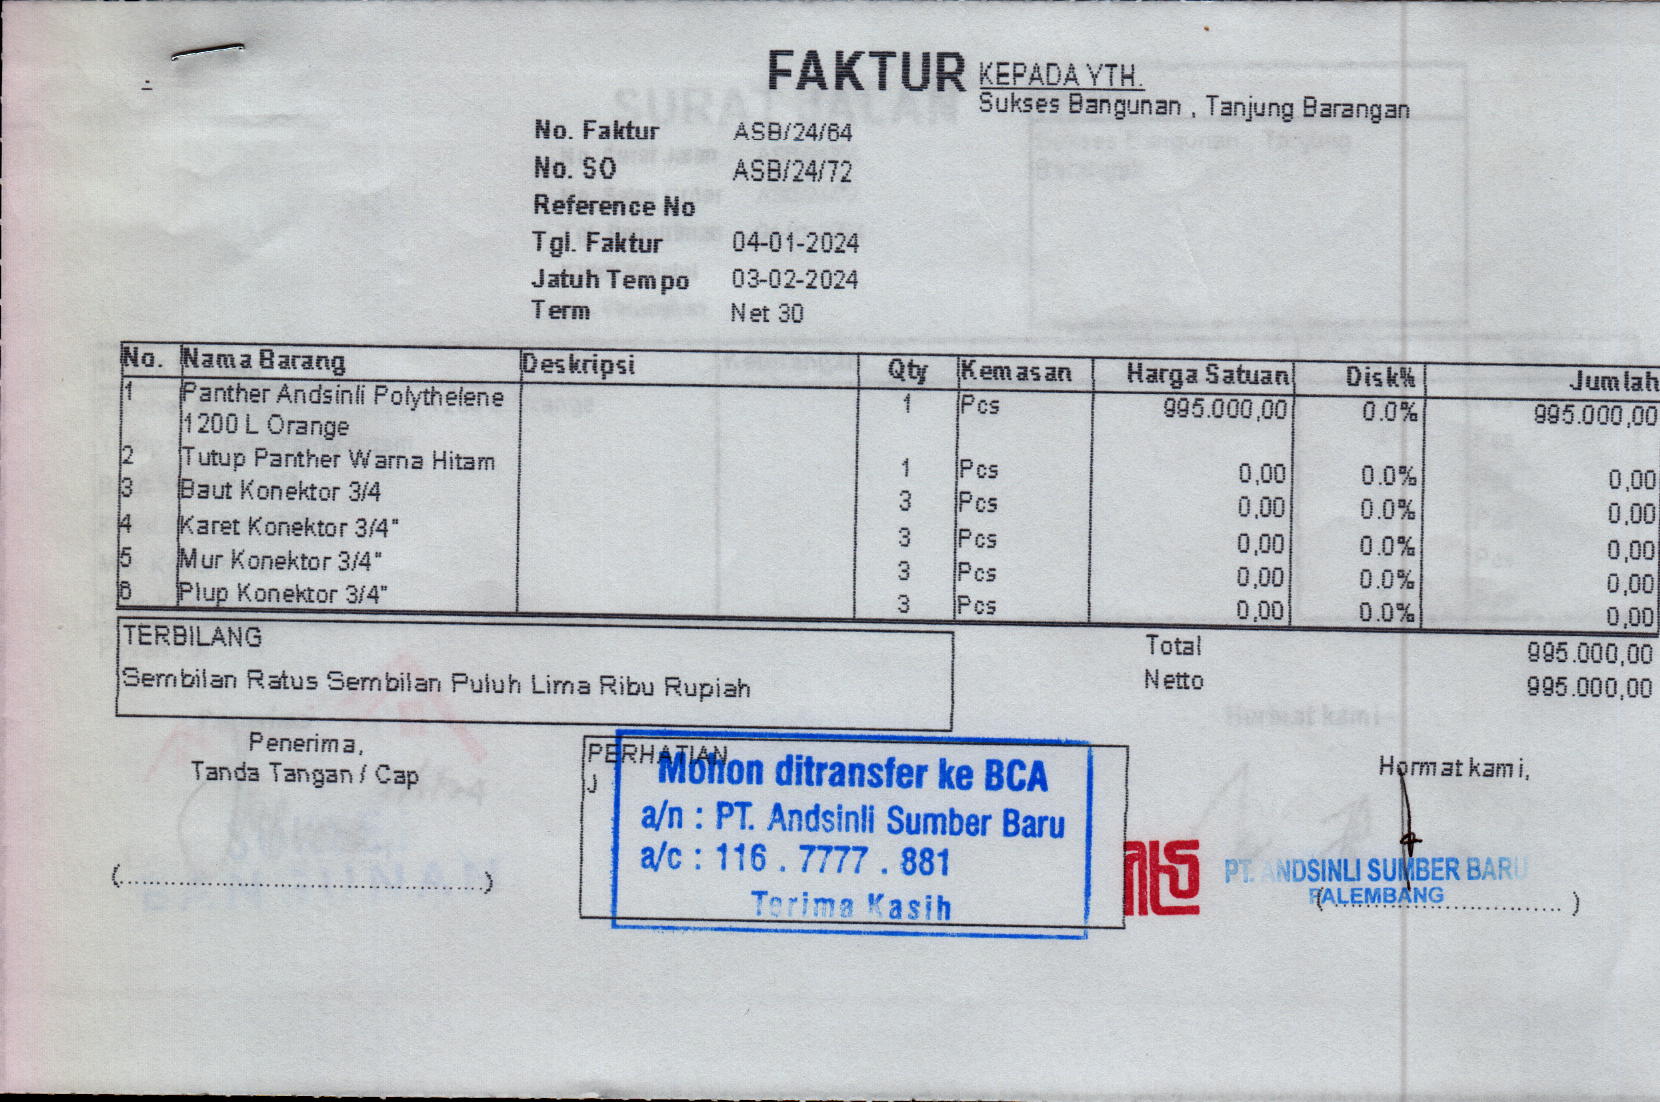 FAKTUR
KEPADA YTH.
Sukses Bangunan , Tanjung Barangan
No. Faktur ASB/24/64
No. SO ASB/24/72
Reference No
Tgl. Faktur 04-01-2024
Jatuh Tempo 03-02-2024
Term Net 30
No. Nama Barang Deskripsi Qty Kemasan Harga Satuan Disk% Jumlah
1 Panther Andsinli Polythelene 1 Pcs 995.000,00 0.0% 995.000,00
1200 L Orange
2 Tutup Panther Warna Hitam 1 Pcs 0,00 0.0% 0,00
3 Baut Konektor 3/4 3 Pcs 0,00 0.0% 0,00
4 Karet Konektor 3/4" 3 Pcs 0,00 0.0% 0,00
5 Mur Konektor 3/4" 3 Pcs 0,00 0.0% 0,00
6 Plup Konektor 3/4" 3 Pcs 0,00 0.0% 0,00
TERBILANG
Sembilan Ratus Sembilan Puluh Lima Ribu Rupiah
Total 995.000,00
Netto 995.000,00
Penerima,
Tanda Tangan / Cap
PERHATIAN
J
Mohon ditransfer ke BCA
a/n : PT. Andsinli Sumber Baru
a/c : 116 . 7777 . 881
Terima Kasih
Hormat kami,
PT. ANDSINLI SUMBER BARU
PALEMBANG